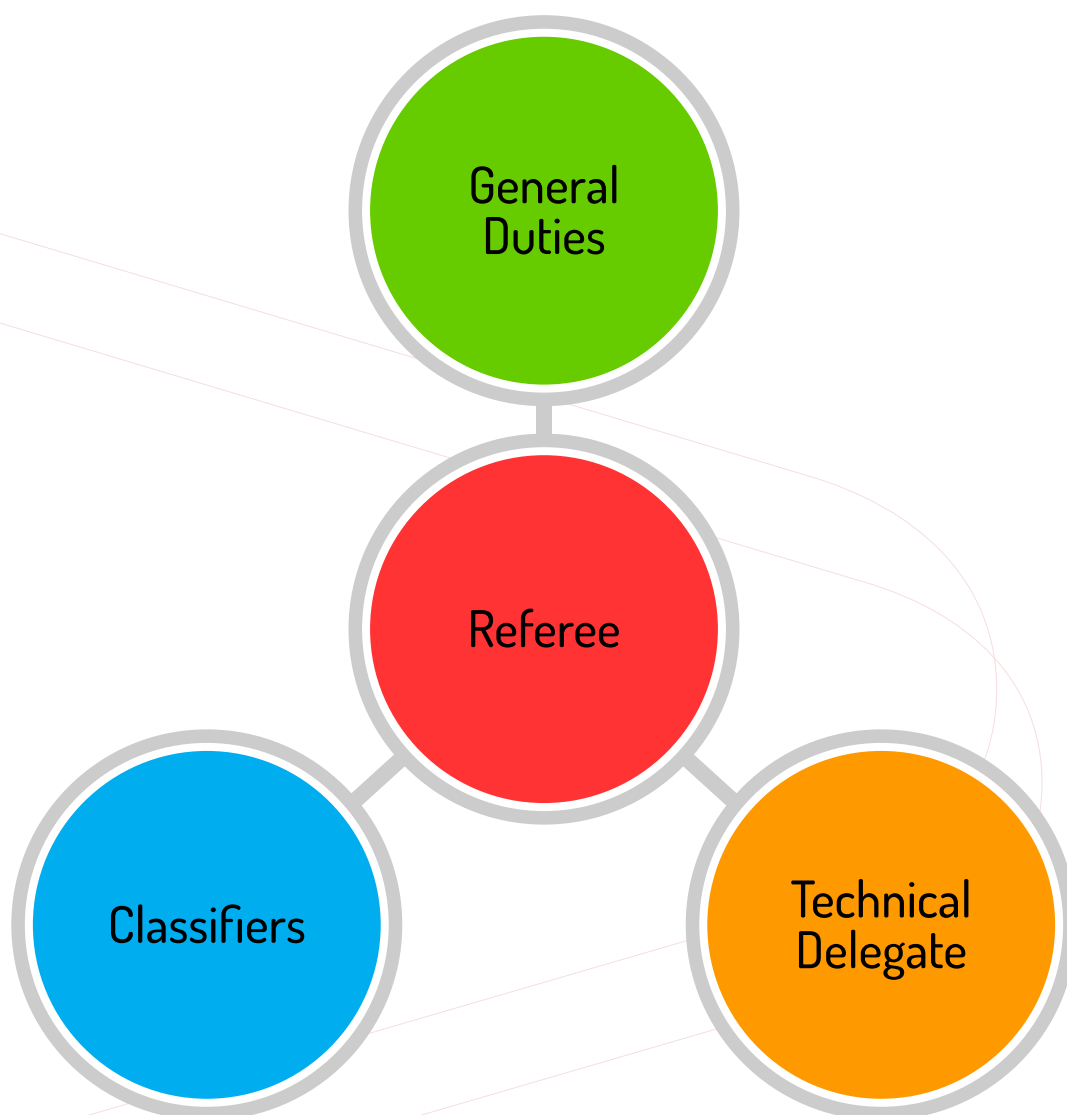 General
Duties
Referee
Classifiers
Technical
Delegate